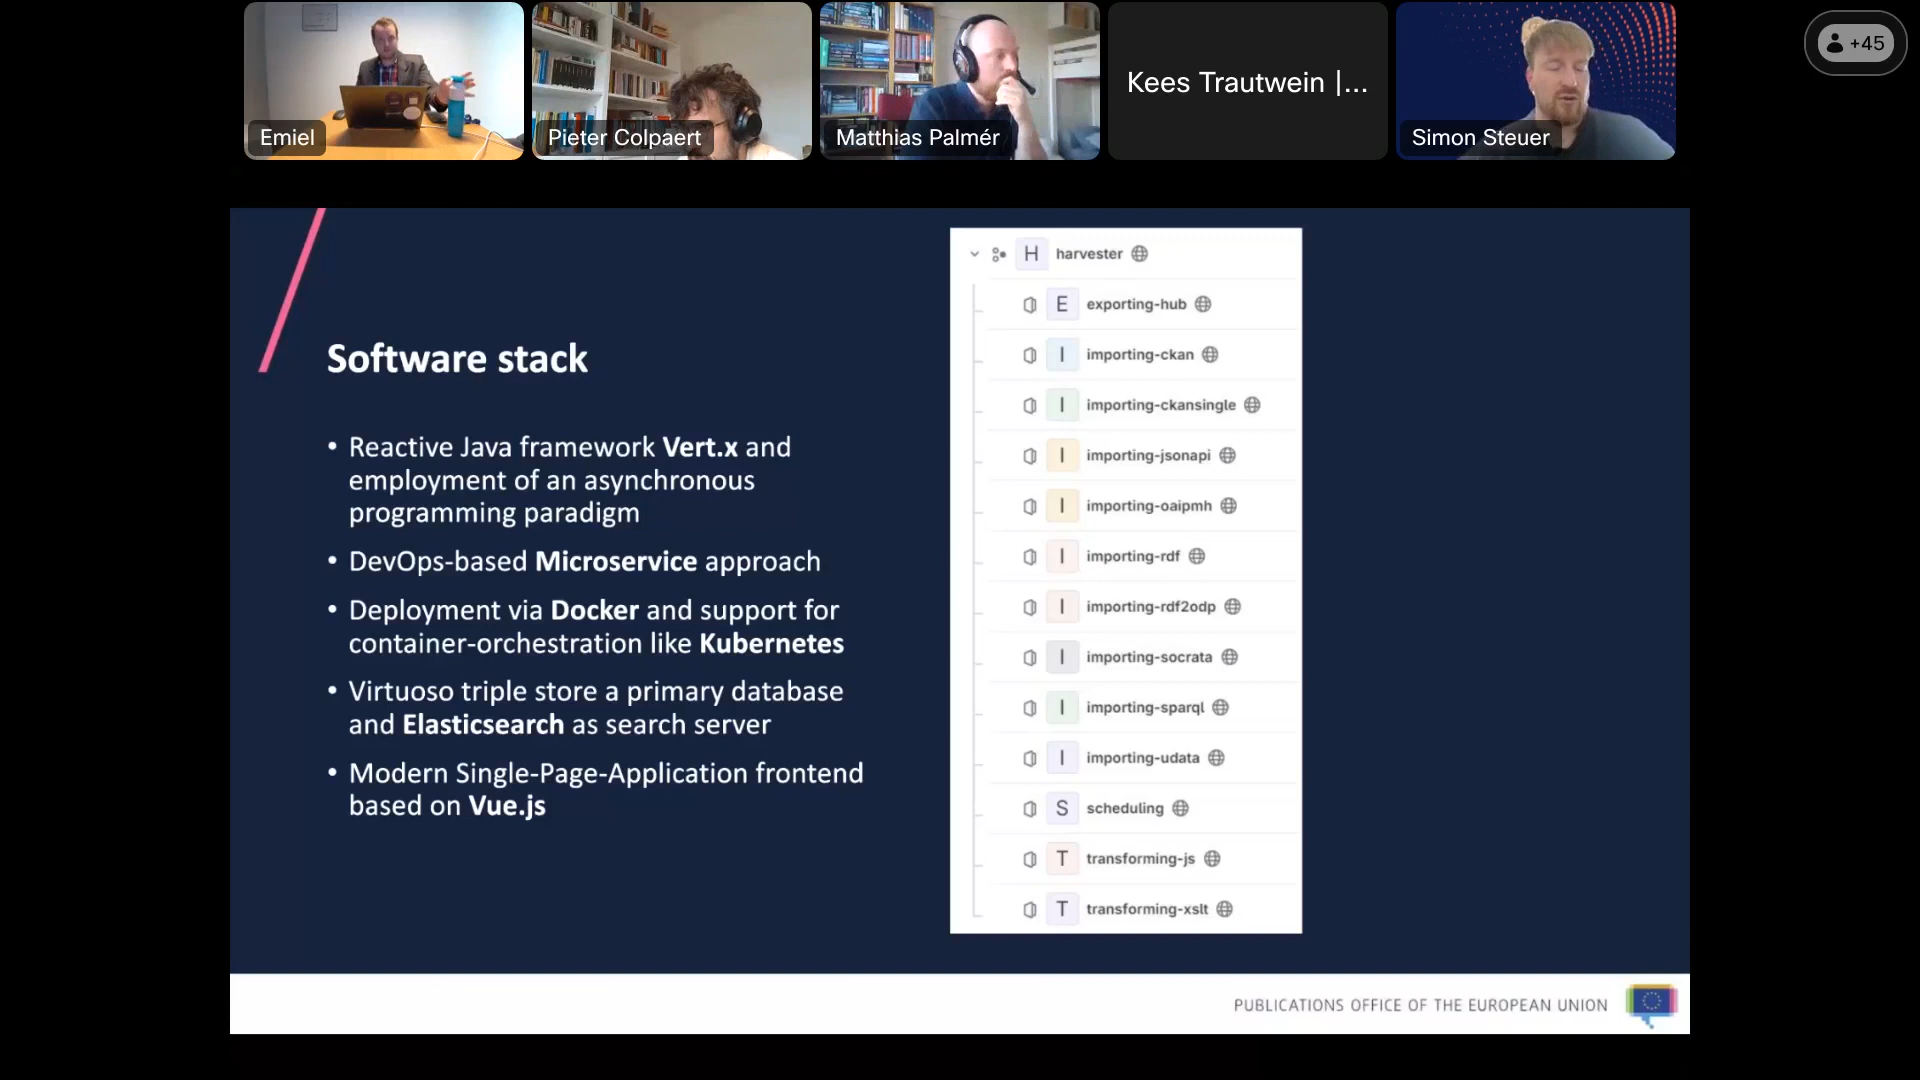 Emiel
Pieter Colpaert
Matthias Palmér
Kees Trautwein |...
Simon Steuer
+45
Software stack
• Reactive Java framework Vert.x and
employment of an asynchronous
programming paradigm
• DevOps-based Microservice approach
• Deployment via Docker and support for
container-orchestration like Kubernetes
• Virtuoso triple store a primary database
and Elasticsearch as search server
• Modern Single-Page-Application frontend
based on Vue.js
H harvester
E exporting-hub
I importing-ckan
I importing-ckansingle
I importing-jsonapi
I importing-oaipmh
I importing-rdf
I importing-rdf2odp
I importing-socrata
I importing-sparql
I importing-udata
S scheduling
T transforming-js
T transforming-xslt
PUBLICATIONS OFFICE OF THE EUROPEAN UNION